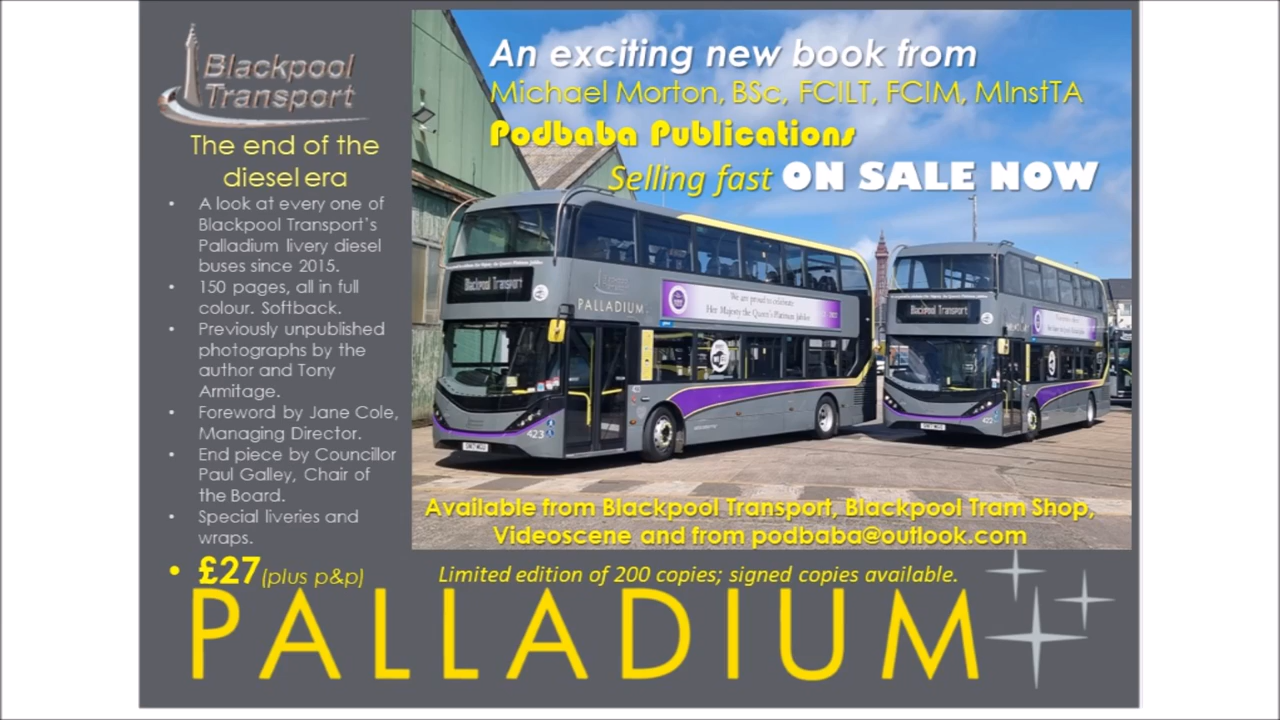 Blackpool
Transport
The end of the
diesel era
• A look at every one of
Blackpool Transport's
Palladium livery diesel
buses since 2015.
• 150 pages, all in full
colour. Softback.
• Previously unpublished
photographs by the
author and Tony
Armitage.
• Foreword by Jane Cole,
Managing Director.
• End piece by Councillor
Paul Galley, Chair of
the Board.
• Special liveries and
wraps.
• £27(plus p&p)
An exciting new book from
Michael Morton, BSc, FCILT, FCIM, MInstTA
Podbaba Publications
Selling fast ON SALE NOW
Blackpool Transport
PALLADIUM
We are proud to celebrate
Her Majesty the Queen's Platinum Jubilee
423
Blackpool Transport
422
Available from Blackpool Transport, Blackpool Tram Shop,
Videoscene and from podbaba@outlook.com
Limited edition of 200 copies; signed copies available.
PALLADIUM